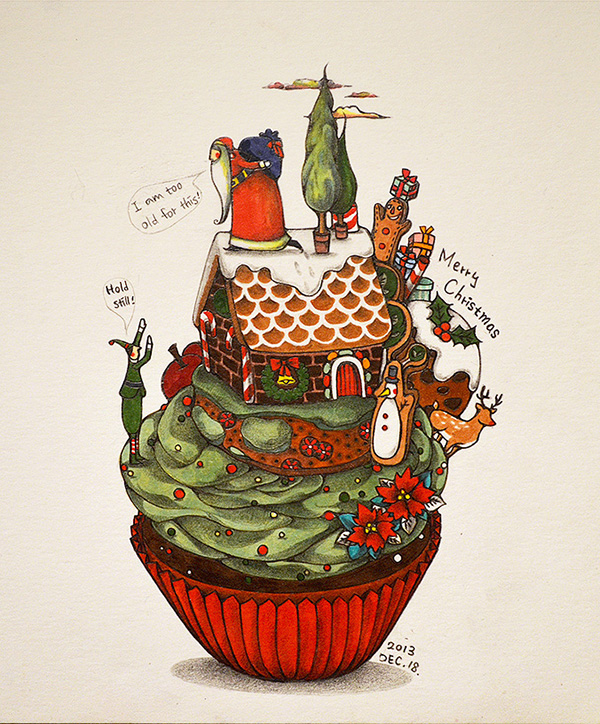 I am too
old for this!
Hold
Still!
Merry
Christmas
2013
DEC.18.